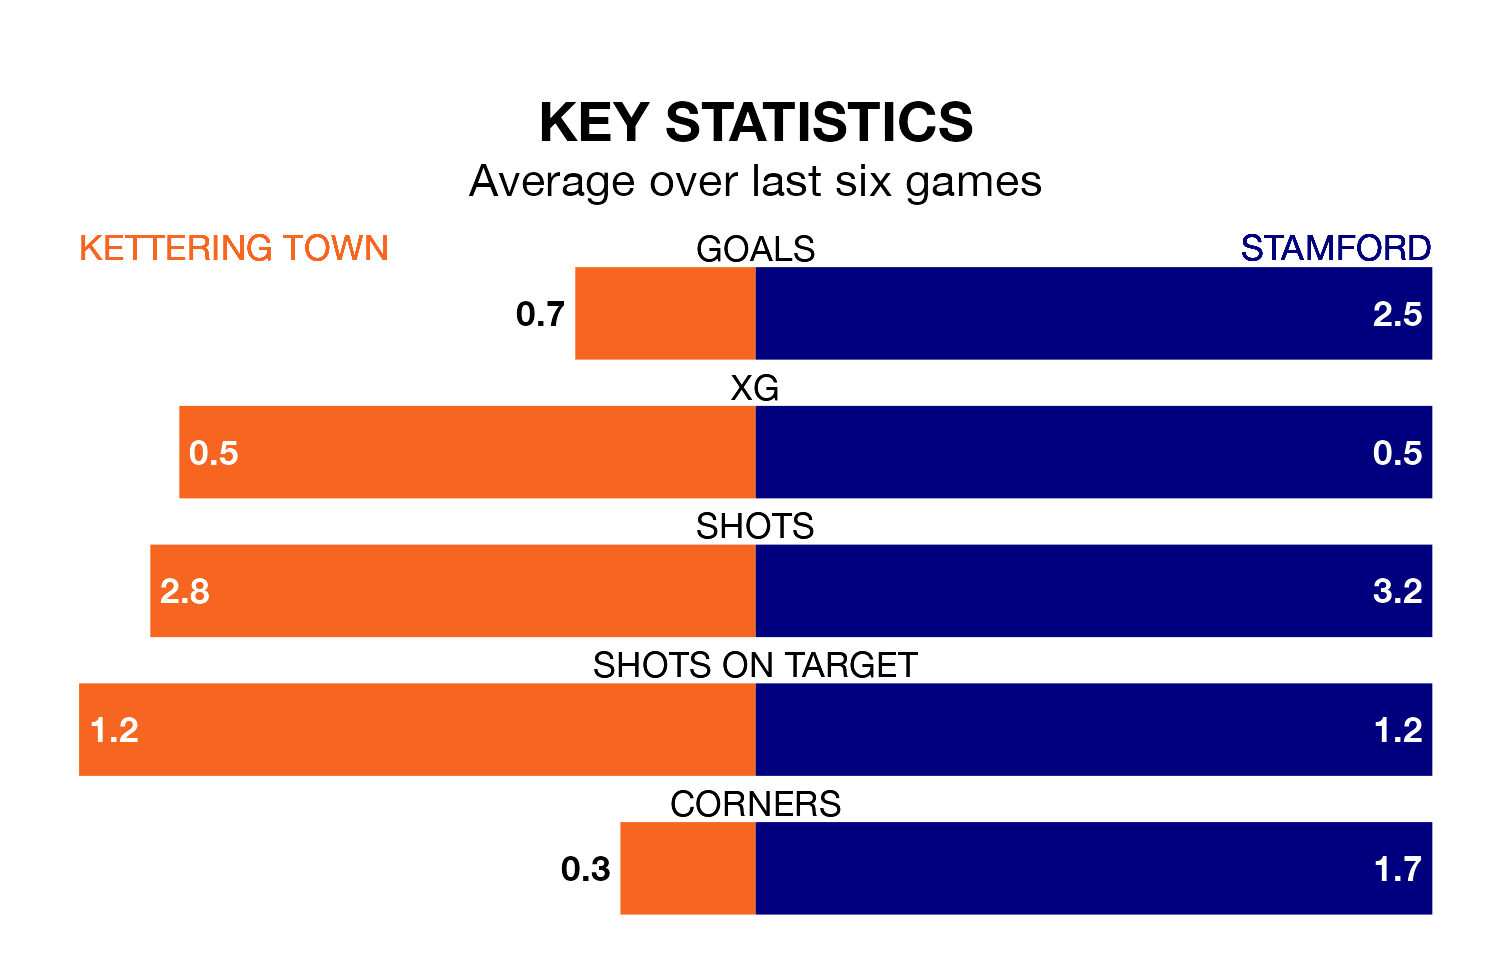 KEY STATISTICS
Average over last six games
KETTERING TOWN GOALS STAMFORD
0.7 2.5
XG
0.5 0.5
SHOTS
2.8 3.2
SHOTS ON TARGET
1.2 1.2
CORNERS
0.3 1.7